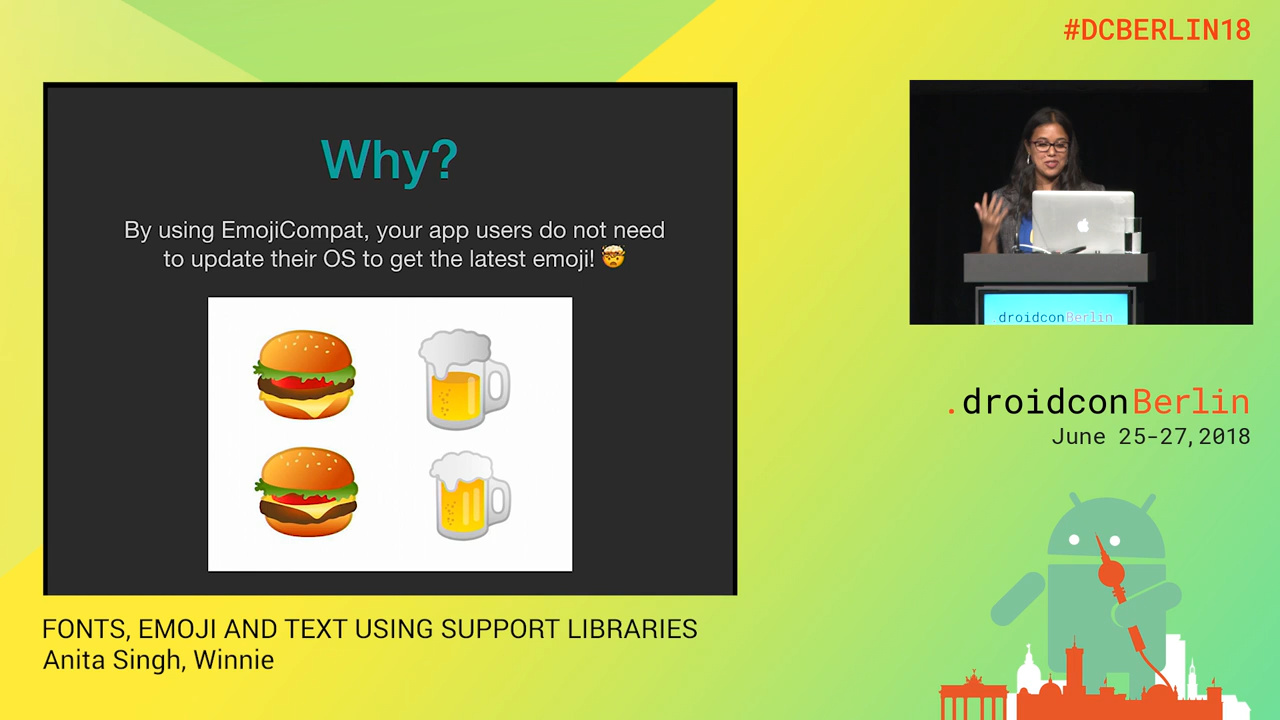 #DCBERLIN18
Why?
By using EmojiCompat, your app users do not need
to update their OS to get the latest emoji! 🤯
droidconBerlin
.droidconBerlin
June 25-27,2018
FONTS, EMOJI AND TEXT USING SUPPORT LIBRARIES
Anita Singh, Winnie